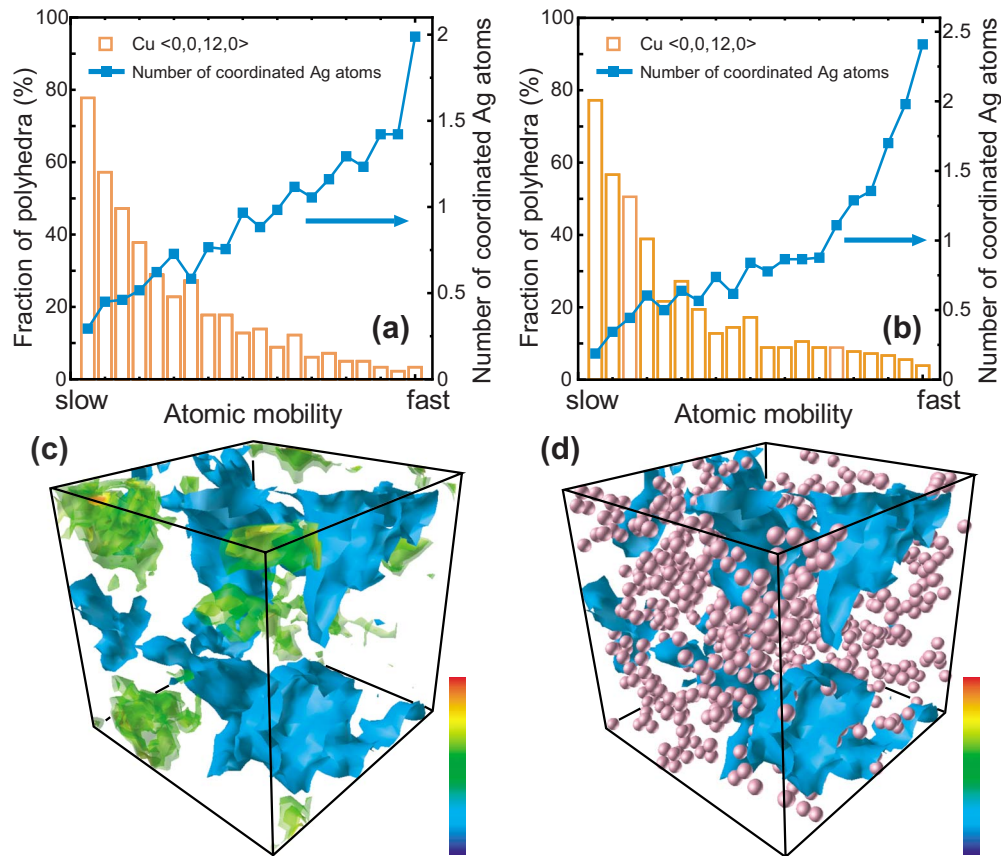 Cu <0,0,12,0>
Number of coordinated Ag atoms
(a)
Fraction of polyhedra (%)
100
80
60
40
20
0
Number of coordinated Ag atoms
2
1.5
1
0.5
0
slow
Atomic mobility
fast
Cu <0,0,12,0>
Number of coordinated Ag atoms
(b)
Fraction of polyhedra (%)
100
80
60
40
20
0
Number of coordinated Ag atoms
2.5
2
1.5
1
0.5
0
slow
Atomic mobility
fast
(c)
(d)